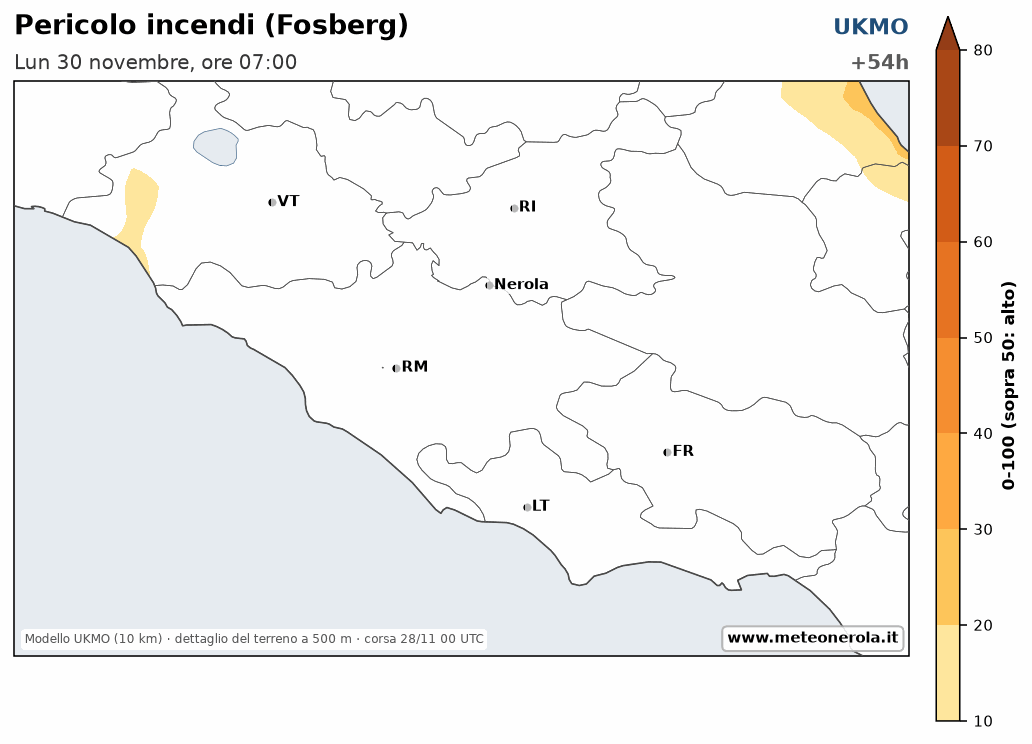 Pericolo incendi (Fosberg)
UKMO
Lun 30 novembre, ore 07:00
+54h
VT
RI
Nerola
RM
FR
LT
Modello UKMO (10 km) · dettaglio del terreno a 500 m · corsa 28/11 00 UTC
www.meteonerola.it
80
70
60
50
40
30
20
10
0-100 (sopra 50: alto)